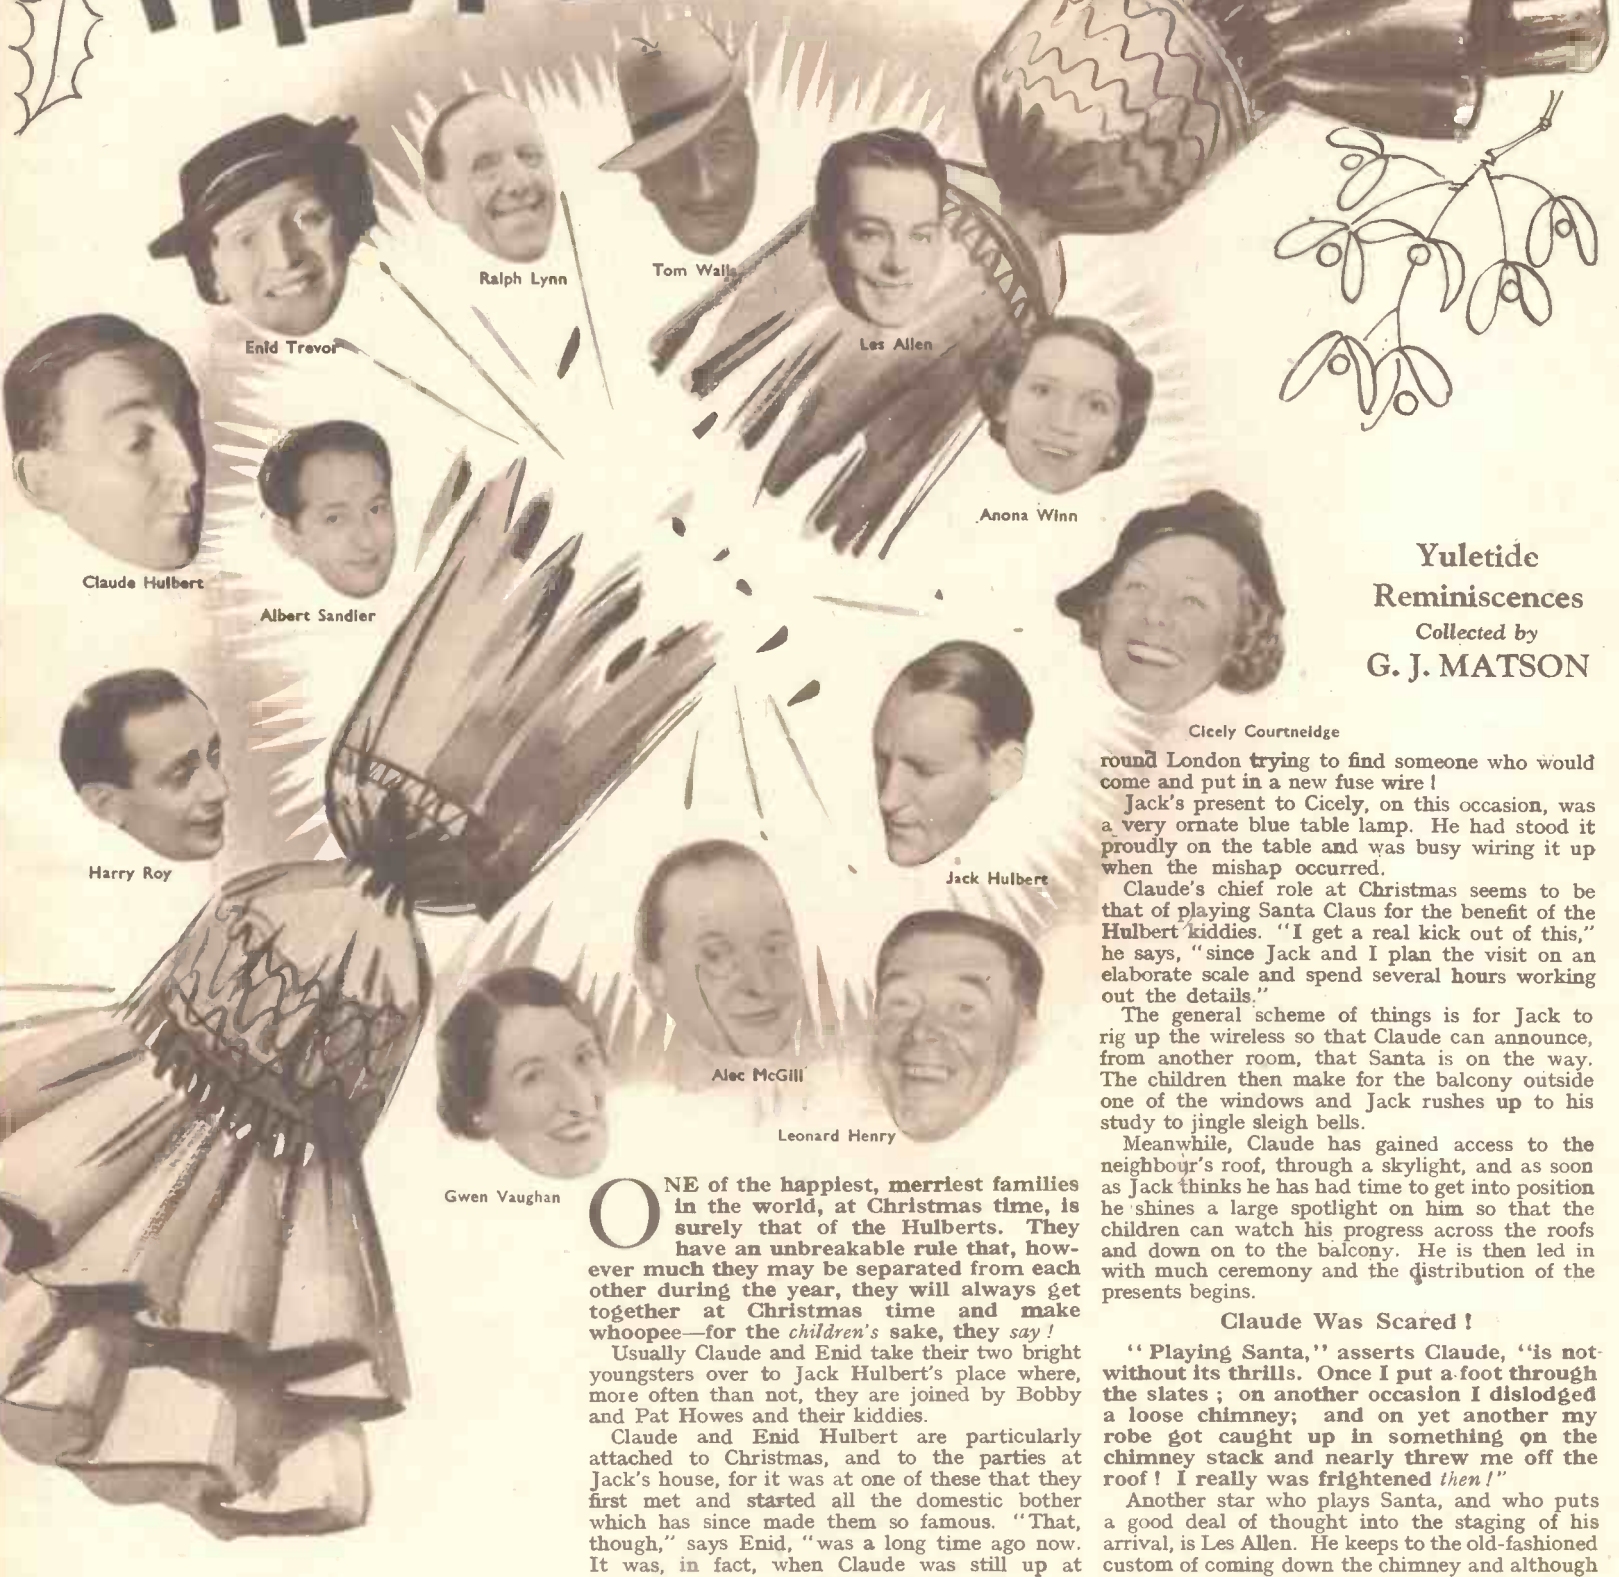 Ralph Lynn
Tom Walls
Les Allen
Enid Trevor
Anona Winn
Claude Hulbert
Albert Sandler
Cicely Courtneidge
Harry Roy
Jack Hulbert
Alec McGill
Leonard Henry
Gwen Vaughan
Yuletide
Reminiscences
Collected by
G. J. MATSON
ONE of the happiest, merriest families
in the world, at Christmas time, is
surely that of the Hulberts. They
have an unbreakable rule that, how-
ever much they may be separated from each
other during the year, they will always get
together at Christmas time and make
whoopee—for the children's sake, they say!
Usually Claude and Enid take their two bright
youngsters over to Jack Hulbert's place where,
more often than not, they are joined by Bobby
and Pat Howes and their kiddies.
Claude and Enid Hulbert are particularly
attached to Christmas, and to the parties at
Jack's house, for it was at one of these that they
first met and started all the domestic bother
which has since made them so famous. "That,
though," says Enid, "was a long time ago now.
It was, in fact, when Claude was still up at
round London trying to find someone who would
come and put in a new fuse wire!
Jack's present to Cicely, on this occasion, was
a very ornate blue table lamp. He had stood it
proudly on the table and was busy wiring it up
when the mishap occurred.
Claude's chief role at Christmas seems to be
that of playing Santa Claus for the benefit of the
Hulbert kiddies. "I get a real kick out of this,"
he says, "since Jack and I plan the visit on an
elaborate scale and spend several hours working
out the details."
The general scheme of things is for Jack to
rig up the wireless so that Claude can announce,
from another room, that Santa is on the way.
The children then make for the balcony outside
one of the windows and Jack rushes up to his
study to jingle sleigh bells.
Meanwhile, Claude has gained access to the
neighbour's roof, through a skylight, and as soon
as Jack thinks he has had time to get into position
he shines a large spotlight on him so that the
children can watch his progress across the roofs
and down on to the balcony. He is then led in
with much ceremony and the distribution of the
presents begins.
Claude Was Scared!
"Playing Santa," asserts Claude, "is not
without its thrills. Once I put a foot through
the slates; on another occasion I dislodged
a loose chimney; and on yet another my
robe got caught up in something on the
chimney stack and nearly threw me off the
roof! I really was frightened then!"
Another star who plays Santa, and who puts
a good deal of thought into the staging of his
arrival, is Les Allen. He keeps to the old-fashioned
custom of coming down the chimney and although